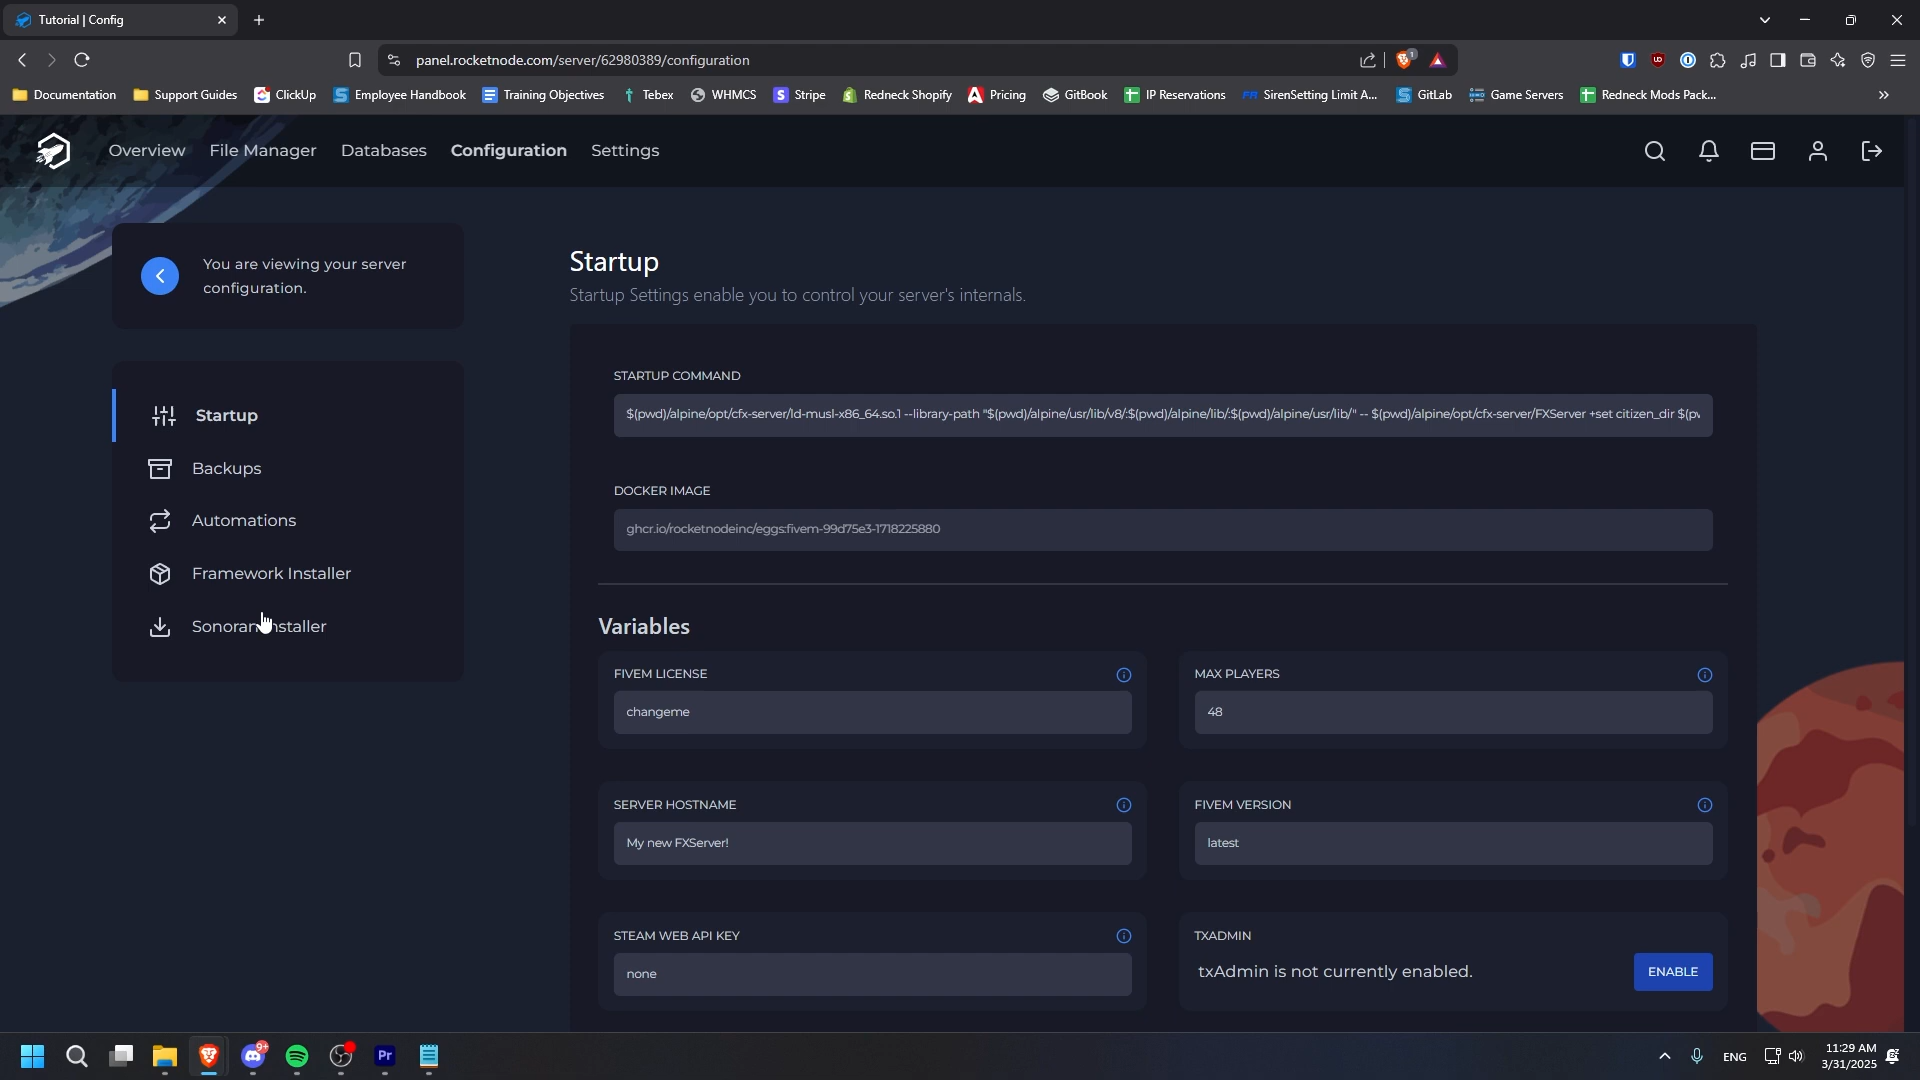 Tutorial | Config
panel.rocketnode.com/server/62980389/configuration
1
Documentation
Support Guides
ClickUp
Employee Handbook
Training Objectives
Tebex
WHMCS
Stripe
Redneck Shopify
Pricing
GitBook
IP Reservations
SirenSetting Limit A...
GitLab
Game Servers
Redneck Mods Pack...
Overview
File Manager
Databases
Configuration
Settings
You are viewing your server
configuration.
Startup
Backups
Automations
Framework Installer
Sonoran Installer
Startup
Startup Settings enable you to control your server's internals.
STARTUP COMMAND
$(pwd)/alpine/opt/cfx-server/ld-musl-x86_64.so.1 --library-path "$(pwd)/alpine/usr/lib/v8/:$(pwd)/alpine/lib/:$(pwd)/alpine/usr/lib/" -- $(pwd)/alpine/opt/cfx-server/FXServer +set citizen_dir $(pw
DOCKER IMAGE
ghcr.io/rocketnodeinc/eggs:fivem-99d75e3-1718225880
Variables
FIVEM LICENSE
changeme
MAX PLAYERS
48
SERVER HOSTNAME
My new FXServer!
FIVEM VERSION
latest
STEAM WEB API KEY
none
TXADMIN
txAdmin is not currently enabled.
ENABLE
9+
Pr
ENG
11:29 AM
3/31/2025